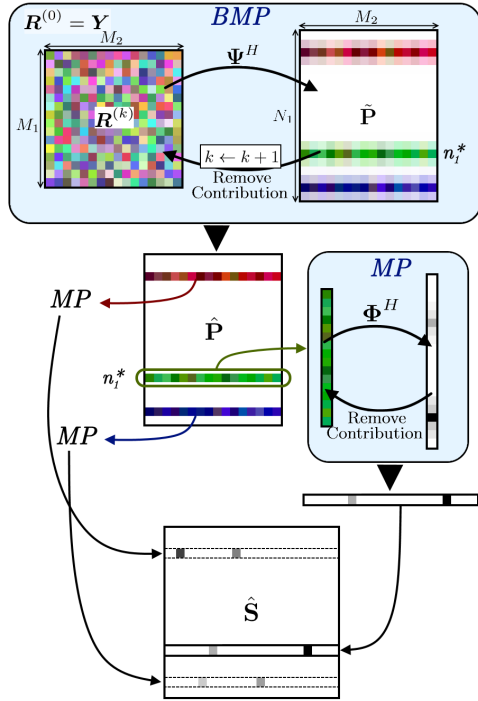 BMP
R^{(0)} = Y
M_2
M_2
Ψ^H
M_1
R^{(k)}
N_1
P̃
k ← k + 1
n_1^*
Remove
Contribution
MP
MP
P̂
Φ^H
n_1^*
Remove
Contribution
MP
Ŝ